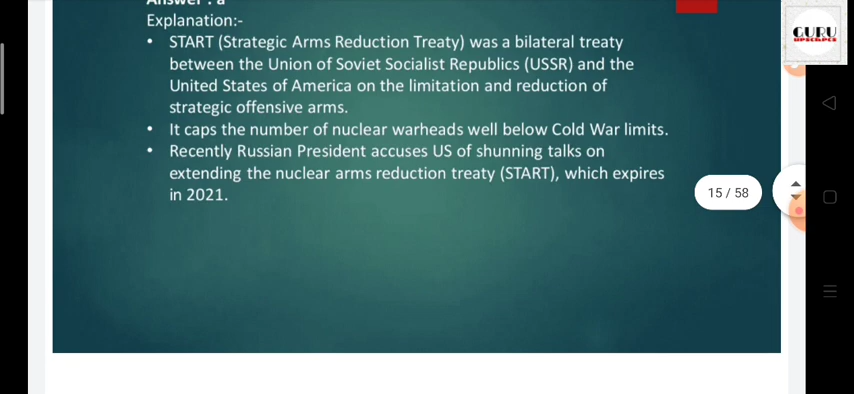 Answer : a
Explanation:-
• START (Strategic Arms Reduction Treaty) was a bilateral treaty
between the Union of Soviet Socialist Republics (USSR) and the
United States of America on the limitation and reduction of
strategic offensive arms.
• It caps the number of nuclear warheads well below Cold War limits.
• Recently Russian President accuses US of shunning talks on
extending the nuclear arms reduction treaty (START), which expires
in 2021.
15 / 58
GURU